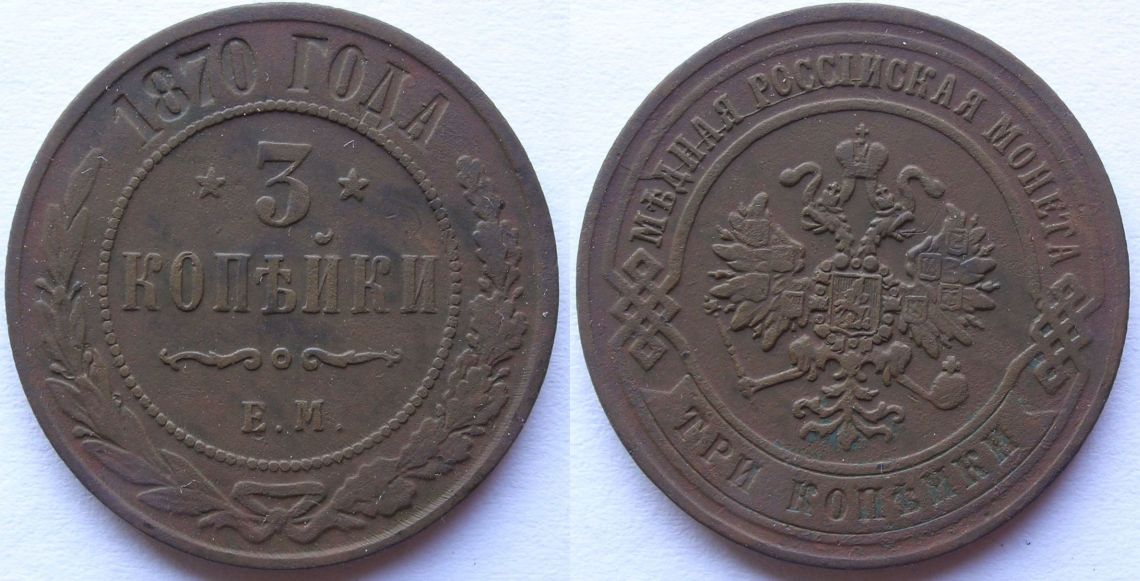 1870 ГОДА
3
КОПѢЙКИ
Е.М.
МѢДНАЯ РОССІЙСКАЯ МОНЕТА
ТРИ КОПѢЙКИ